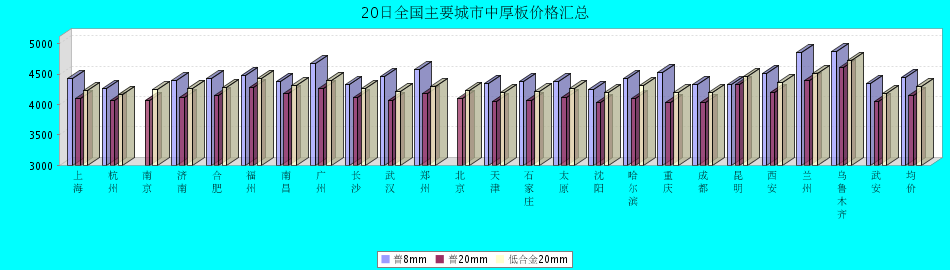 20日全国主要城市中厚板价格汇总
5000
4500
4000
3500
3000
上海
杭州
南京
济南
合肥
福州
南昌
广州
长沙
武汉
郑州
北京
天津
石家庄
太原
沈阳
哈尔滨
重庆
成都
昆明
西安
兰州
乌鲁木齐
武安
均价
普8mm 普20mm 低合金20mm